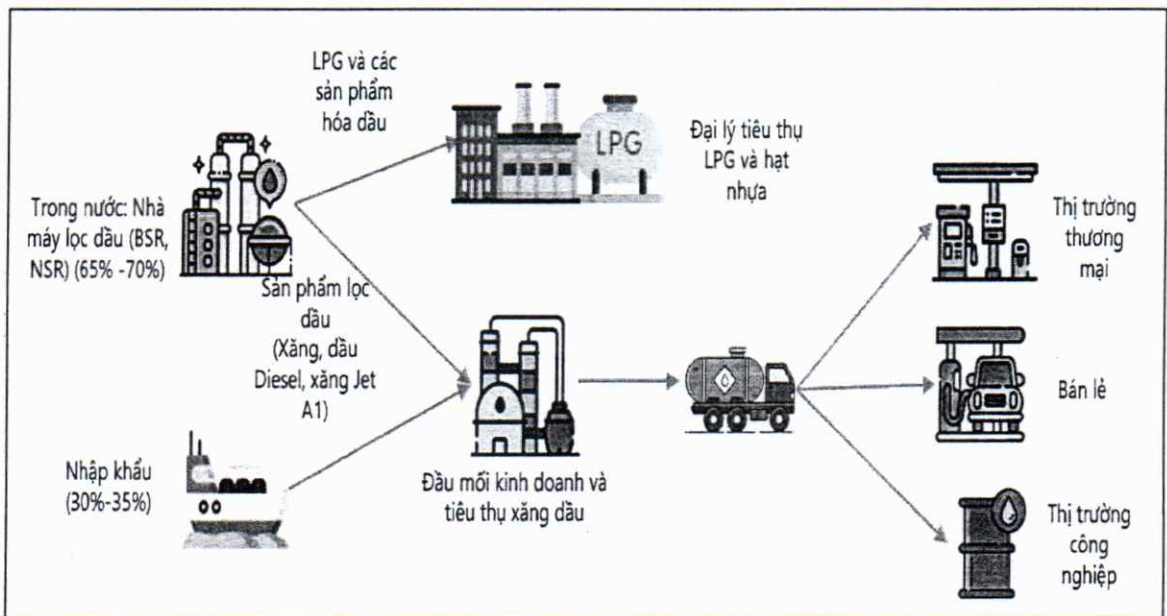 LPG và các
sản phẩm
hóa dầu
LPG
Đại lý tiêu thụ
LPG và hạt
nhựa
Trong nước: Nhà
máy lọc dầu (BSR,
NSR) (65% -70%)
Sản phẩm lọc
dầu
(Xăng, dầu
Diesel, xăng Jet
A1)
Nhập khẩu
(30%-35%)
Đầu mối kinh doanh và
tiêu thụ xăng dầu
Thị trường
thương
mại
Bán lẻ
Thị trường
công
nghiệp